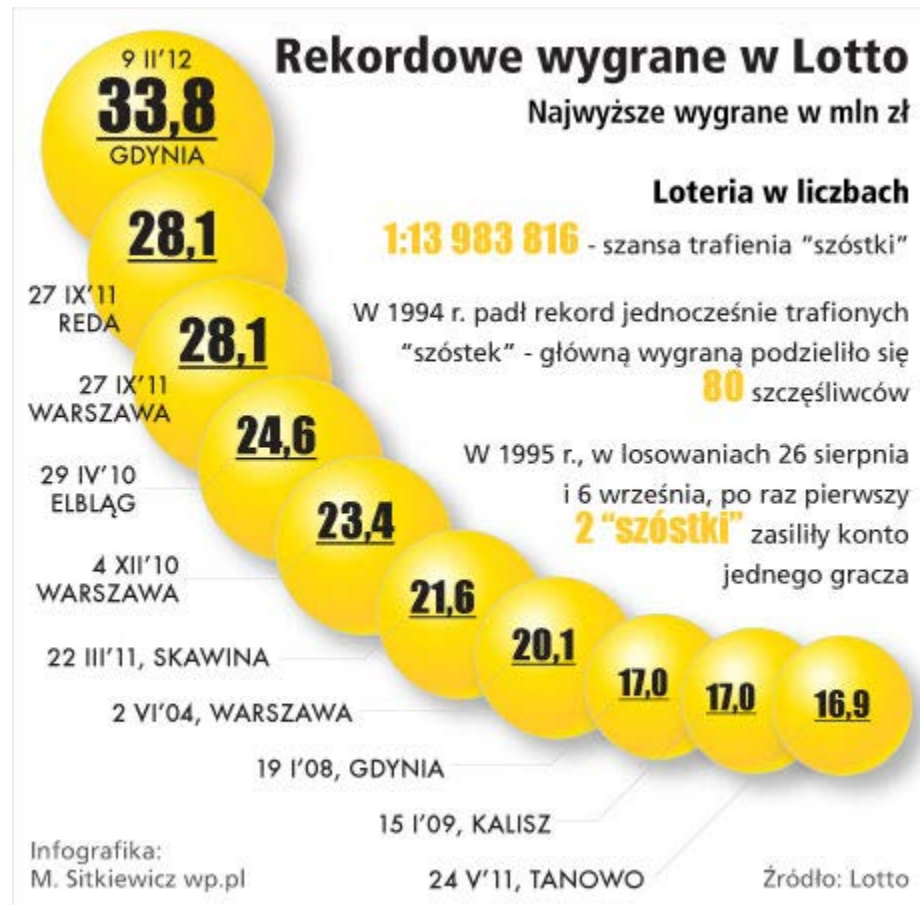 Rekordowe wygrane w Lotto
Najwyższe wygrane w mln zł
9 II'12
33,8
GDYNIA
28,1
27 IX'11
REDA
28,1
27 IX'11
WARSZAWA
24,6
29 IV'10
ELBLĄG
23,4
4 XII'10
WARSZAWA
21,6
22 III'11, SKAWINA
20,1
2 VI'04, WARSZAWA
17,0
19 I'08, GDYNIA
17,0
15 I'09, KALISZ
16,9
24 V'11, TANOWO
Loteria w liczbach
1:13 983 816 - szansa trafienia "szóstki"
W 1994 r. padł rekord jednocześnie trafionych
"szóstek" - główną wygraną podzieliło się
80 szczęśliwców
W 1995 r., w losowaniach 26 sierpnia
i 6 września, po raz pierwszy
2 "szóstki" zasiliły konto
jednego gracza
Infografika:
M. Sitkiewicz wp.pl
Źródło: Lotto